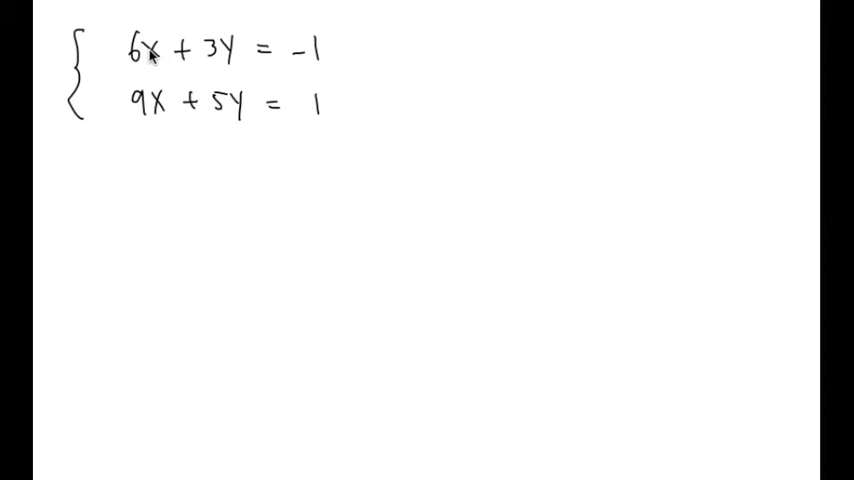 6x + 3y = -1
9x + 5y = 1